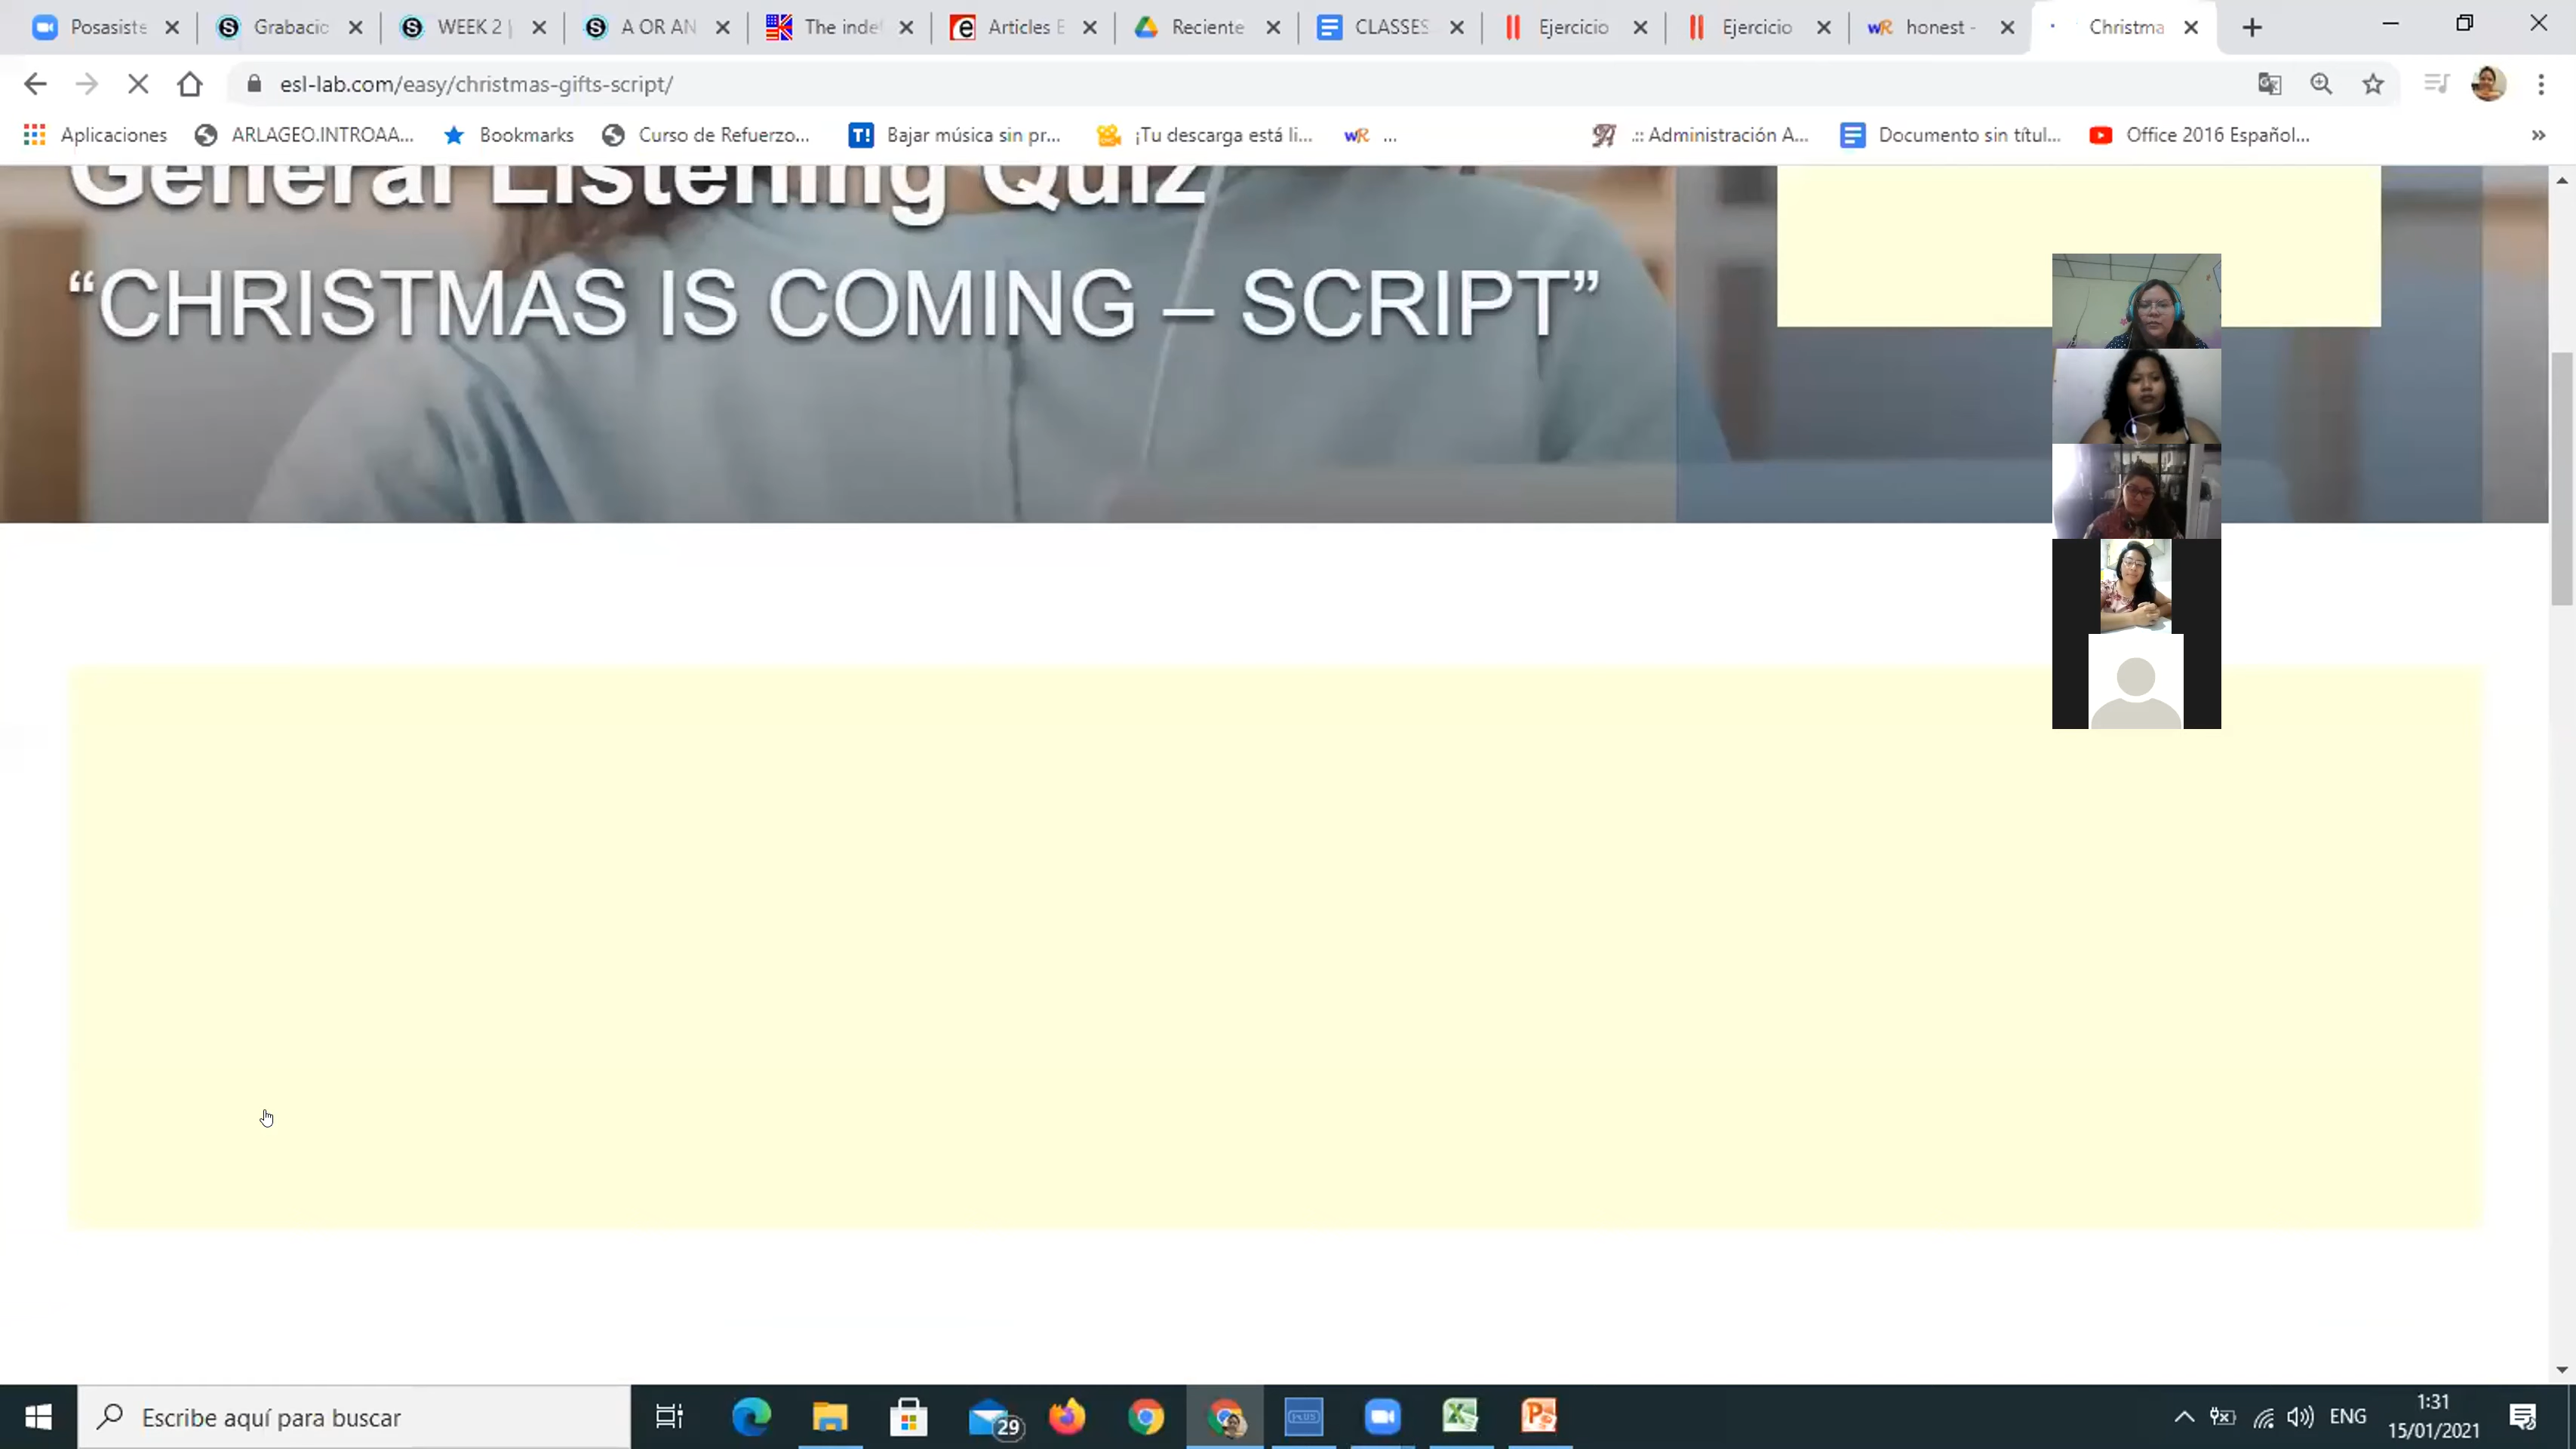 Posasiste
Grabacio
WEEK 2 |
A OR AN
The inde
Articles E
Reciente
CLASSES
Ejercicio
Ejercicio
honest -
Christma
esl-lab.com/easy/christmas-gifts-script/
Aplicaciones
ARLAGEO.INTROAA...
Bookmarks
Curso de Refuerzo...
Bajar música sin pr...
¡Tu descarga está li...
...
.:: Administración A...
Documento sin títul...
Office 2016 Español...
»
General Listening Quiz
“CHRISTMAS IS COMING – SCRIPT”
Escribe aquí para buscar
29
ENG
1:31
15/01/2021